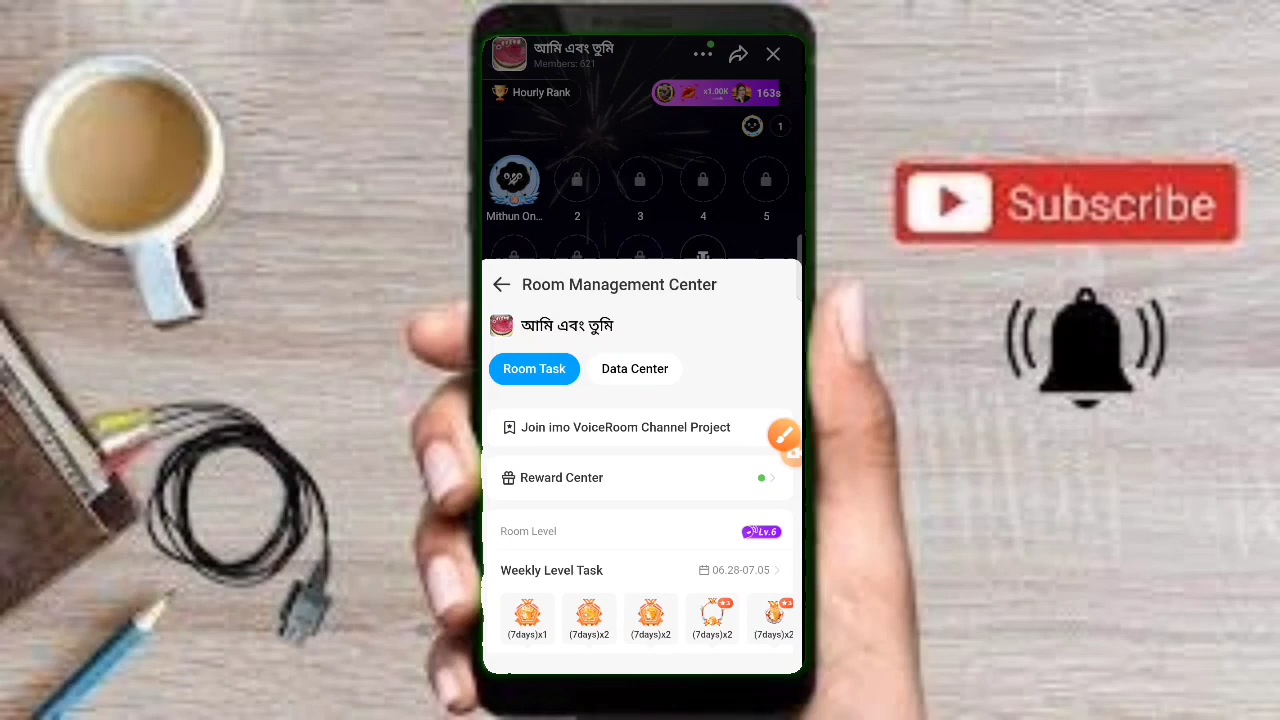 আমি এবং তুমি
Members: 621
Hourly Rank
x1.00K
163s
1
Mithun On...
2
3
4
5
Room Management Center
আমি এবং তুমি
Room Task
Data Center
Join imo VoiceRoom Channel Project
Reward Center
Room Level
Lv.6
Weekly Level Task
06.28-07.05
(7days)x1
(7days)x2
(7days)x2
(7days)x2
(7days)x2
Subscribe